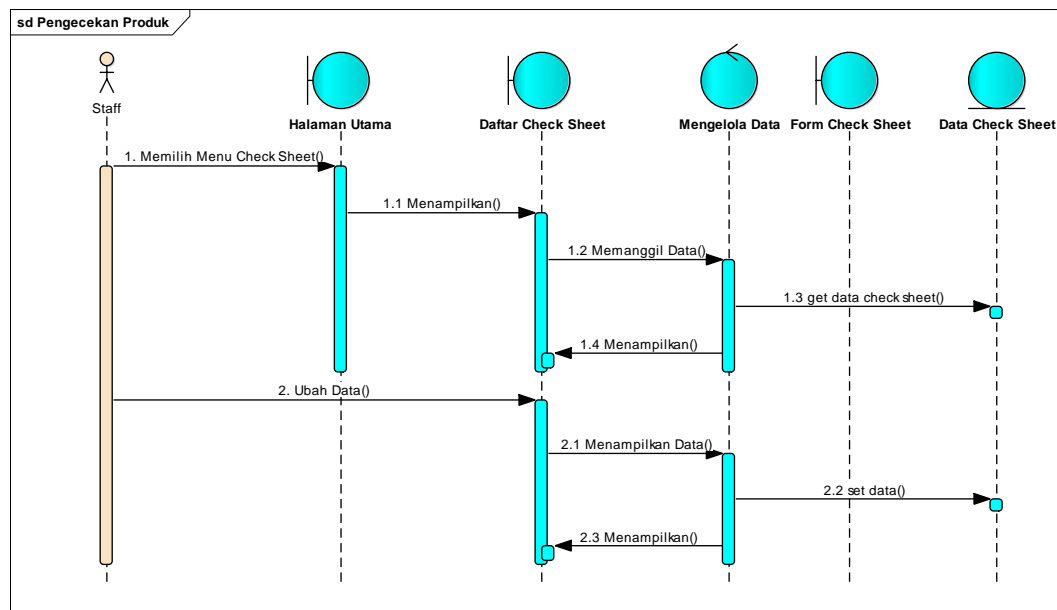 sd Pengecekan Produk
Staff
Halaman Utama
Daftar Check Sheet
Mengelola Data
Form Check Sheet
Data Check Sheet
1. Memilih Menu Check Sheet()
1.1 Menampilkan()
1.2 Memanggil Data()
1.3 get data check sheet()
1.4 Menampilkan()
2. Ubah Data()
2.1 Menampilkan Data()
2.2 set data()
2.3 Menampilkan()